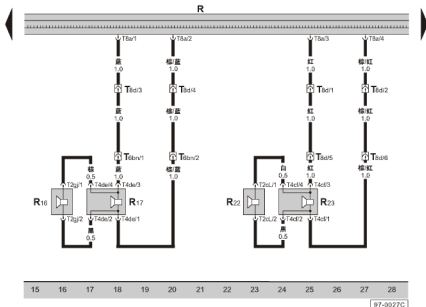 R
T8a/1 T8a/2 T8a/3 T8a/4
蓝 棕/蓝 红 棕/红
1.0 1.0 1.0 1.0
T8d/3 T8d/4 T8d/1 T8d/2
蓝 棕/蓝 红 棕/红
1.0 1.0 1.0 1.0
T6bn/1 T6bn/2 T8d/5 T8d/6
棕 蓝 棕/蓝 白 红 棕/红
0.5 1.0 1.0 0.5 1.0 1.0
T2gj/1 T4de/4 T4de/3 T2cL/1 T4cf/4 T4cf/3
R16 R17 R22 R23
T2gj/2 T4de/2 T4de/1 T2cL/2 T4cf/2 T4cf/1
黑 黑
0.5 0.5
15 16 17 18 19 20 21 22 23 24 25 26 27 28
97-0027C